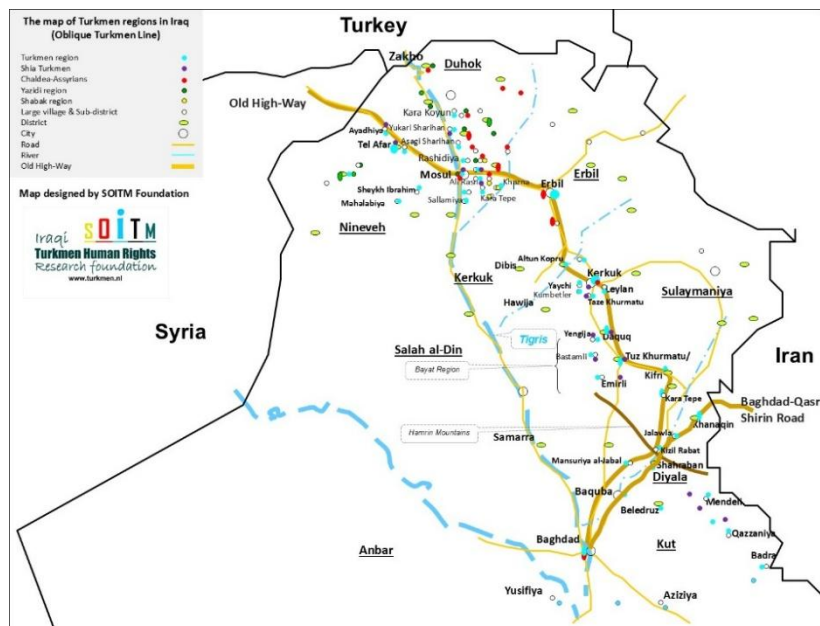 The map of Turkmen regions in Iraq
(Oblique Turkmen Line)
Turkmen region
Shia Turkmen
Chaldea-Assyrians
Yazidi region
Shabak region
Large village & Sub-district
District
City
Road
River
Old High-Way
Map designed by SOITM Foundation
Iraqi SOITM
Turkmen Human Rights
Research foundation
www.turkmen.nl
Turkey
Zakho
Duhok
Old High-Way
Kara Koyun
Ayadhiya
Yukari Sharihan
Tel Afar
Asagi Sharihan
Rashidiya
Erbil
Mosul
Khazna
Erbil
Sheykh Ibrahim
Kara Tepe
Mahalabiya
Sallamiya
Nineveh
Altun Kopru
Dibis
Kerkuk
Kerkuk
Yaychi
Leylan
Sulaymaniya
Kumbetler
Taze Khurmatu
Hawija
Syria
Tigris
Yengija
Daquq
Iran
Salah al-Din
Bastamli
Tuz Khurmatu/
Bayat Region
Kifri
Emirli
Kara Tepe
Baghdad-Qasr
Shirin Road
Khanaqin
Hamrin Mountains
Jalawla
Samarra
Kizil Rabat
Mansuriya al-Jabal
Shahraban
Diyala
Baquba
Mendeli
Beledruz
Qazzaniya
Baghdad
Kut
Anbar
Badra
Yusifiya
Aziziya